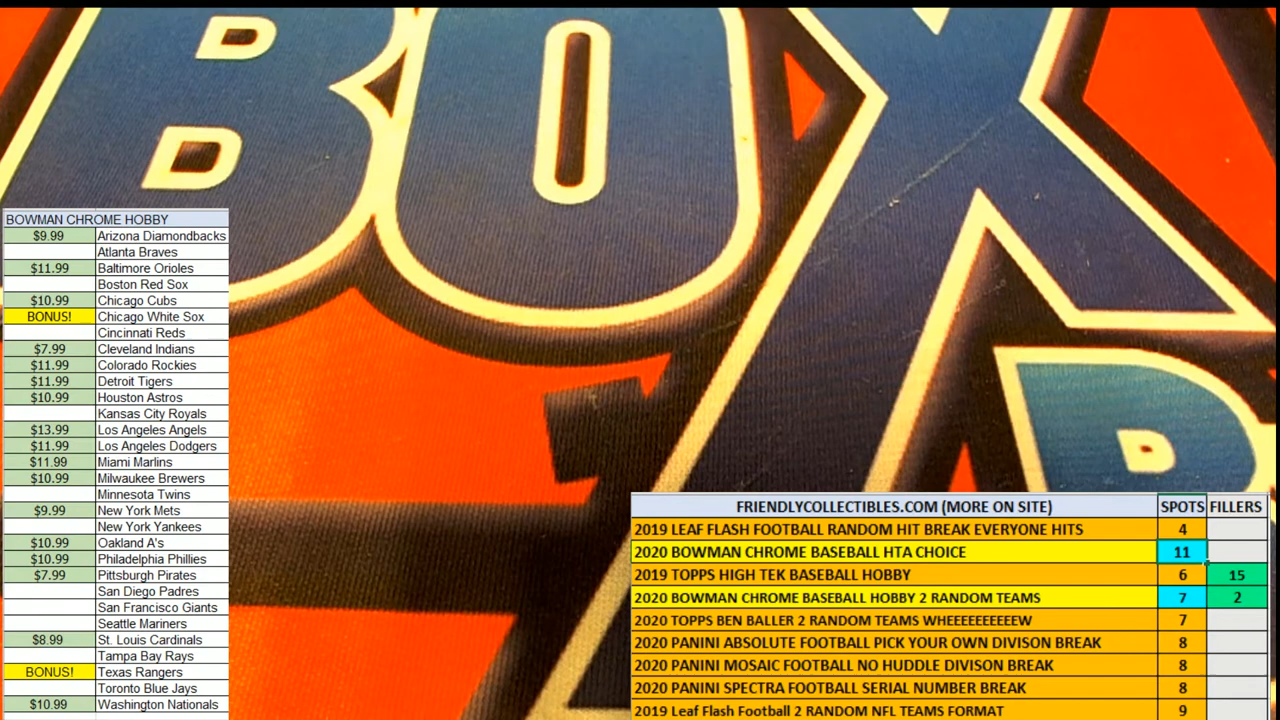 BOX
BOWMAN CHROME HOBBY
$9.99 Arizona Diamondbacks
Atlanta Braves
$11.99 Baltimore Orioles
Boston Red Sox
$10.99 Chicago Cubs
BONUS! Chicago White Sox
Cincinnati Reds
$7.99 Cleveland Indians
$11.99 Colorado Rockies
$11.99 Detroit Tigers
$10.99 Houston Astros
Kansas City Royals
$13.99 Los Angeles Angels
$11.99 Los Angeles Dodgers
$11.99 Miami Marlins
$10.99 Milwaukee Brewers
Minnesota Twins
$9.99 New York Mets
New York Yankees
$10.99 Oakland A's
$10.99 Philadelphia Phillies
$7.99 Pittsburgh Pirates
San Diego Padres
San Francisco Giants
Seattle Mariners
$8.99 St. Louis Cardinals
Tampa Bay Rays
BONUS! Texas Rangers
Toronto Blue Jays
$10.99 Washington Nationals
FRIENDLYCOLLECTIBLES.COM (MORE ON SITE) SPOTS FILLERS
2019 LEAF FLASH FOOTBALL RANDOM HIT BREAK EVERYONE HITS 4
2020 BOWMAN CHROME BASEBALL HTA CHOICE 11
2019 TOPPS HIGH TEK BASEBALL HOBBY 6 15
2020 BOWMAN CHROME BASEBALL HOBBY 2 RANDOM TEAMS 7 2
2020 TOPPS BEN BALLER 2 RANDOM TEAMS WHEEEEEEEEEW 7
2020 PANINI ABSOLUTE FOOTBALL PICK YOUR OWN DIVISON BREAK 8
2020 PANINI MOSAIC FOOTBALL NO HUDDLE DIVISON BREAK 8
2020 PANINI SPECTRA FOOTBALL SERIAL NUMBER BREAK 8
2019 Leaf Flash Football 2 RANDOM NFL TEAMS FORMAT 9